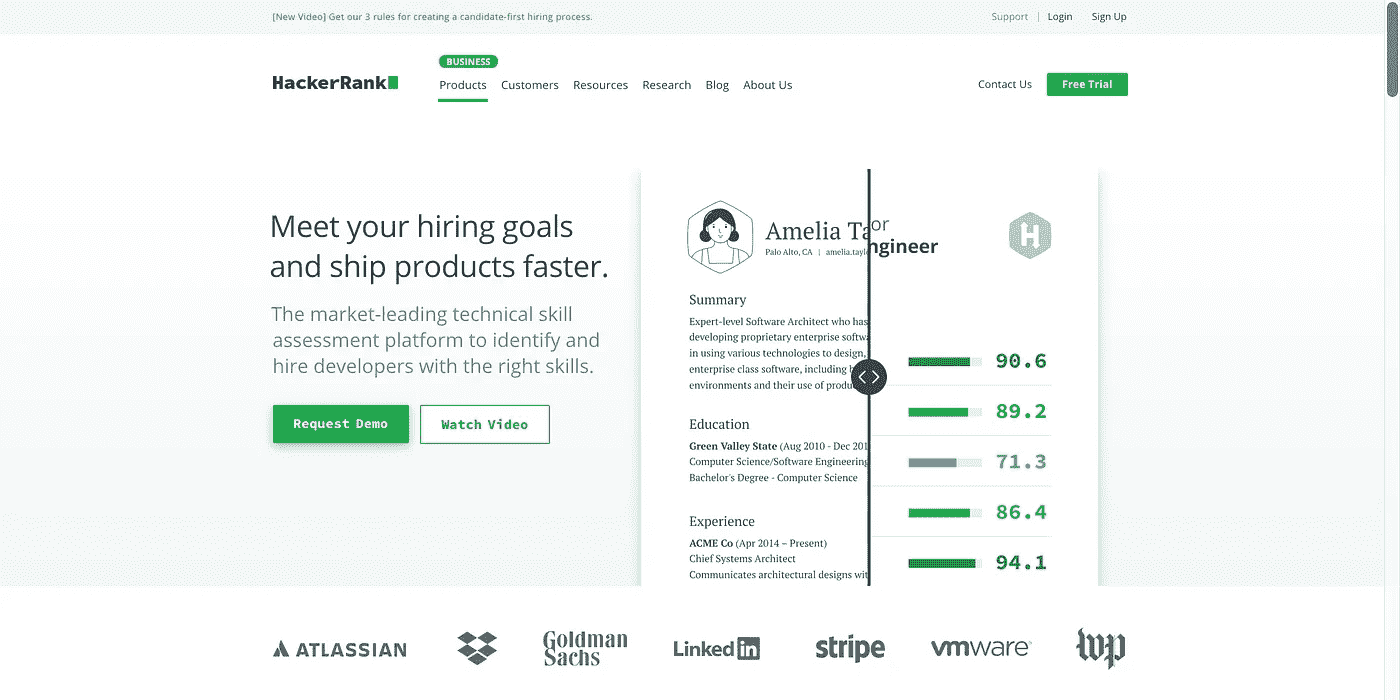 [New Video] Get our 3 rules for creating a candidate-first hiring process.
Support | Login Sign Up
BUSINESS
HackerRank
Products Customers Resources Research Blog About Us
Contact Us Free Trial
Meet your hiring goals
and ship products faster.
The market-leading technical skill
assessment platform to identify and
hire developers with the right skills.
Request Demo Watch Video
Amelia Ta
Palo Alto, CA | amelia.tayl
Summary
Expert-level Software Architect who has
developing proprietary enterprise softw
in using various technologies to design,
enterprise class software, including
environments and their use of produ
Education
Green Valley State (Aug 2010 - Dec 201
Computer Science/Software Engineering
Bachelor's Degree - Computer Science
Experience
ACME Co (Apr 2014 – Present)
Chief Systems Architect
Communicates architectural designs wit
or
ngineer
H
90.6
89.2
71.3
86.4
94.1
ATLASSIAN
Goldman
Sachs
Linked in
stripe
vmware
wp